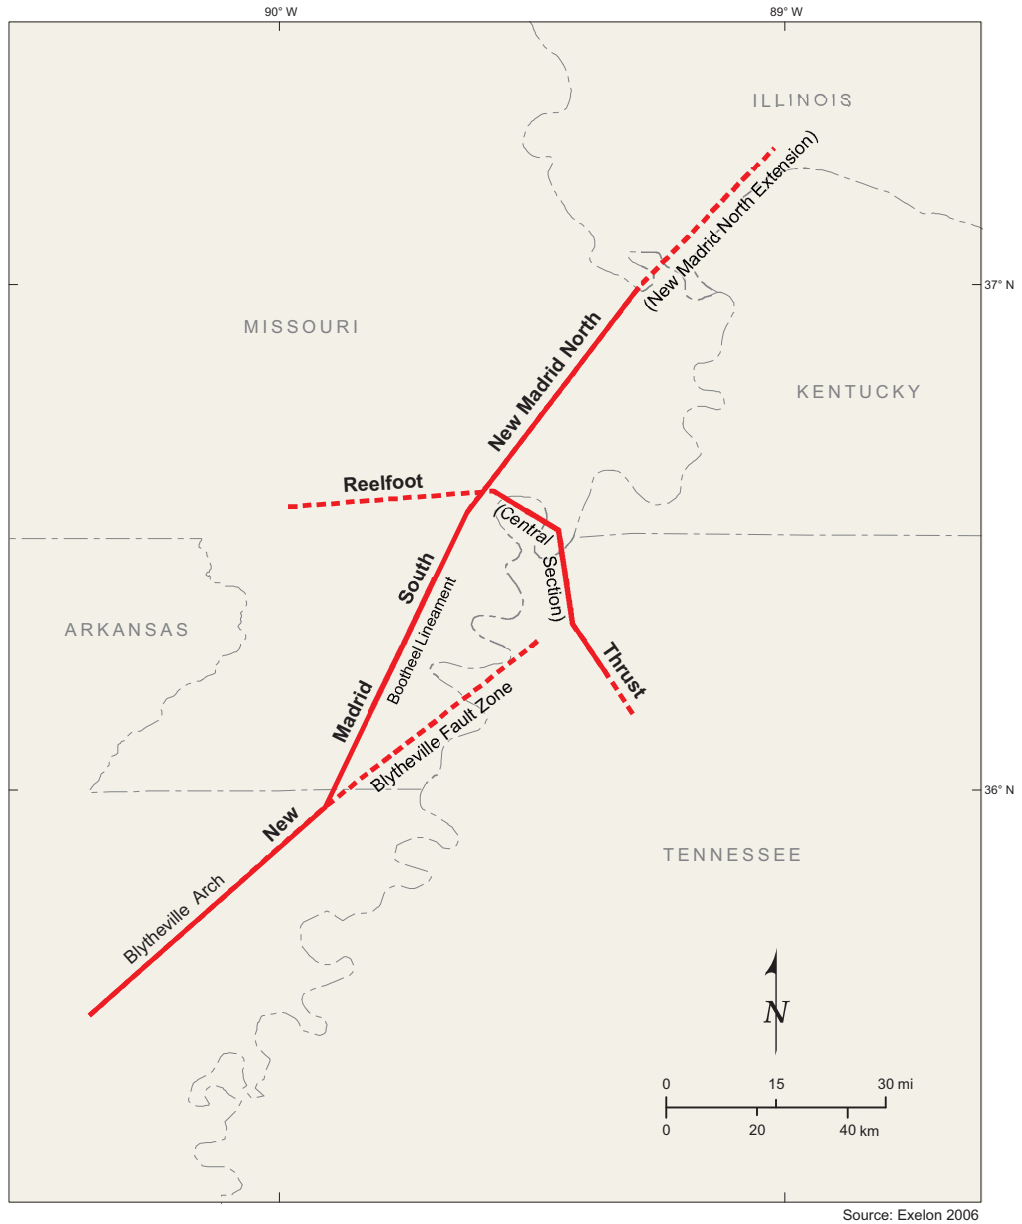 90° W
89° W
ILLINOIS
(New Madrid North Extension)
37° N
MISSOURI
New Madrid North
KENTUCKY
Reelfoot
(Central
Section)
South
Bootheel Lineament
ARKANSAS
Thrust
Madrid
Blytheville Fault Zone
36° N
New
TENNESSEE
Blytheville Arch
N
0 15 30 mi
0 20 40 km
Source: Exelon 2006